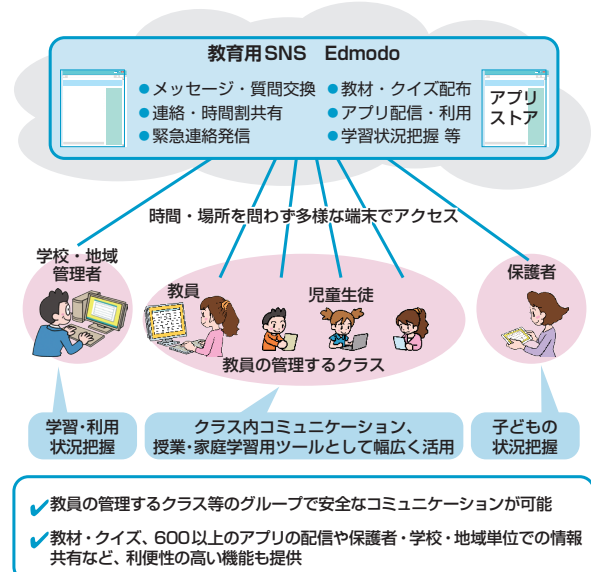 教育用SNS Edmodo
●メッセージ・質問交換
●連絡・時間割共有
●緊急連絡発信
●教材・クイズ配布
●アプリ配信・利用
●学習状況把握 等
アプリ
ストア
時間・場所を問わず多様な端末でアクセス
学校・地域
管理者
教員
児童生徒
保護者
教員の管理するクラス
学習・利用
状況把握
クラス内コミュニケーション、
授業・家庭学習用ツールとして幅広く活用
子どもの
状況把握
✔教員の管理するクラス等のグループで安全なコミュニケーションが可能
✔教材・クイズ、600以上のアプリの配信や保護者・学校・地域単位での情報
共有など、利便性の高い機能も提供